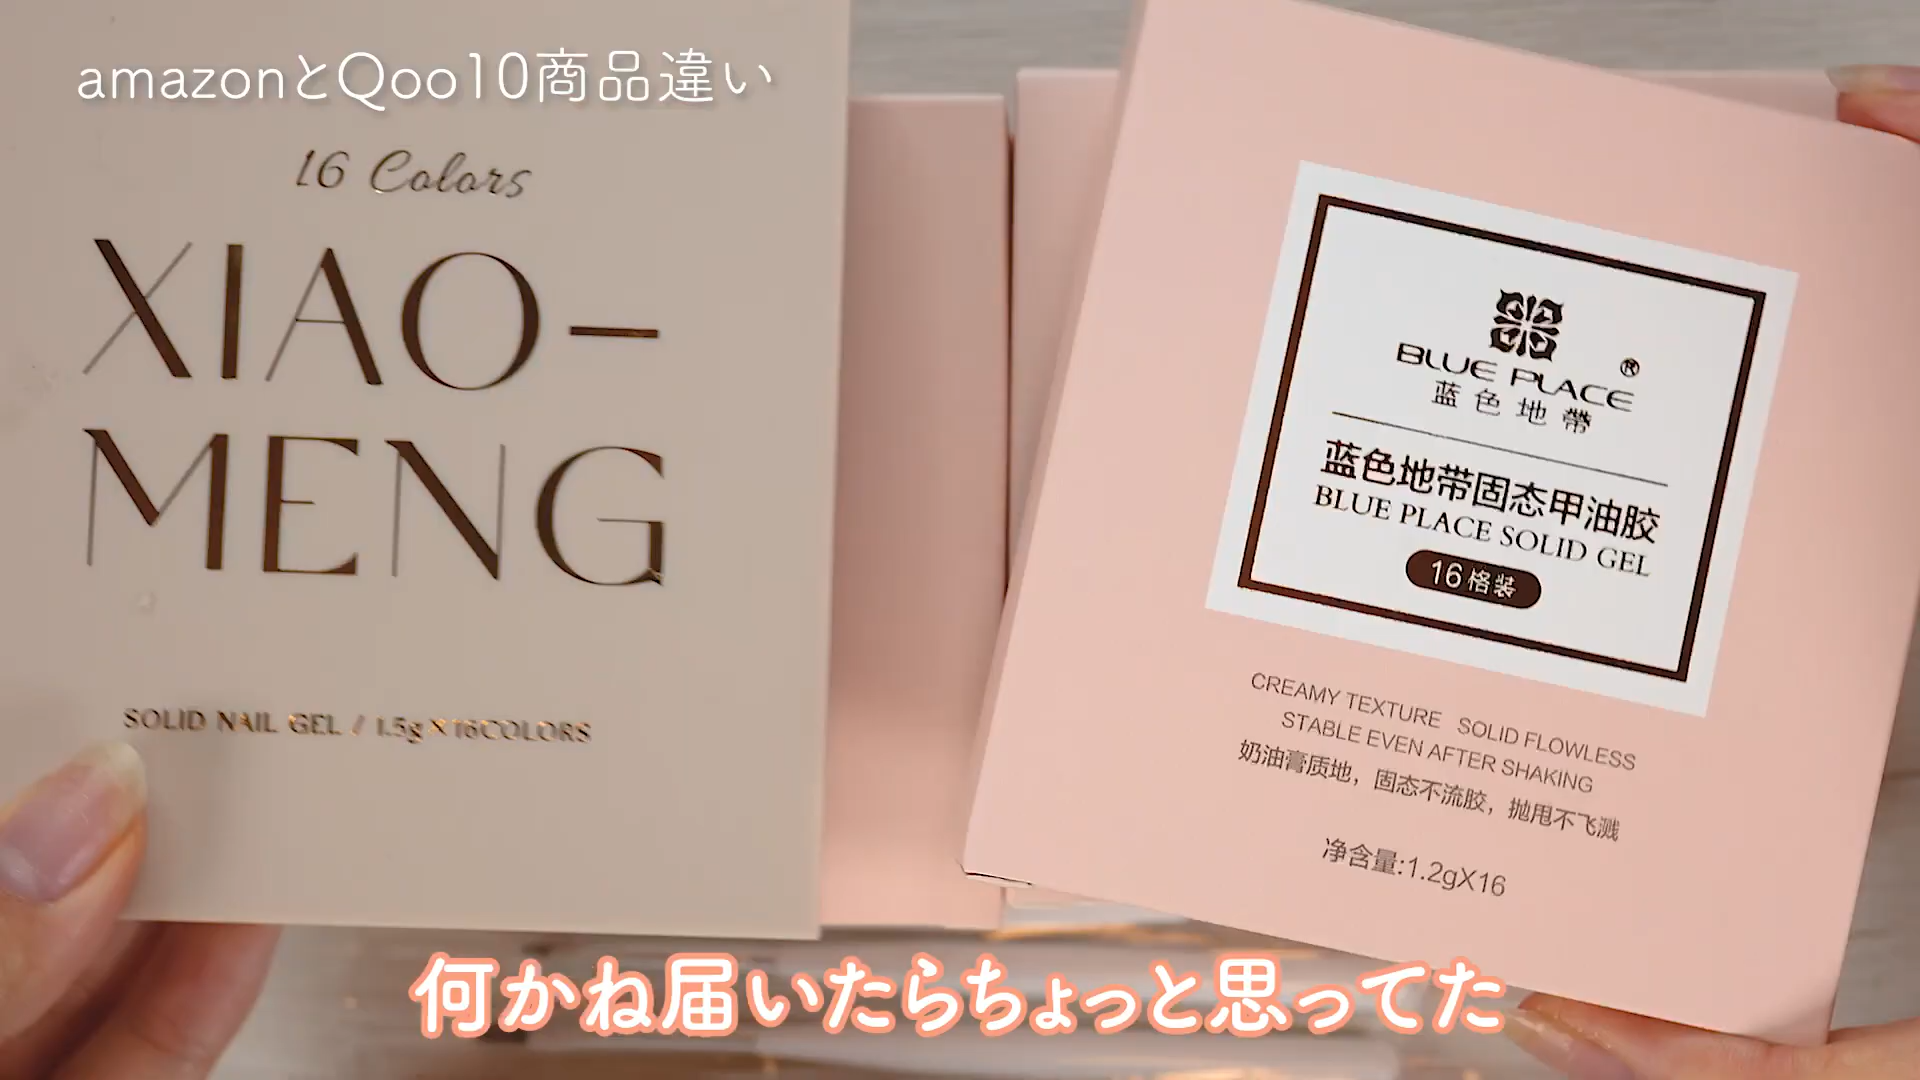 amazonとQoo10商品違い
16 Colors
XIAO-
MENG
SOLID NAIL GEL / 1.5g×16COLORS
BLUE PLACE®
蓝色地帶
蓝色地带固态甲油胶
BLUE PLACE SOLID GEL
16格装
CREAMY TEXTURE SOLID FLOWLESS
STABLE EVEN AFTER SHAKING
奶油膏质地，固态不流胶，抛甩不飞溅
净含量:1.2gX16
何かね届いたらちょっと思ってた